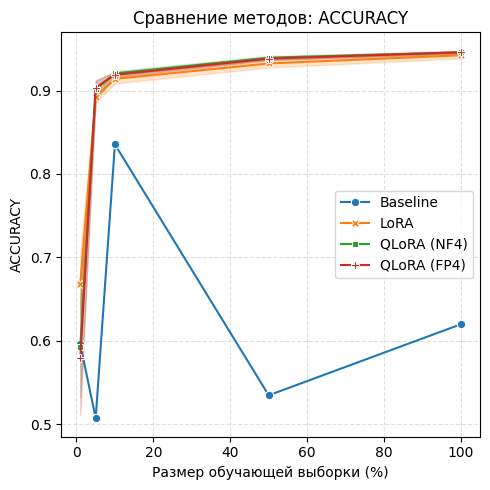 Сравнение методов: ACCURACY
ACCURACY
0.9
0.8
0.7
0.6
0.5
Baseline
LoRA
QLoRA (NF4)
QLoRA (FP4)
0 20 40 60 80 100
Размер обучающей выборки (%)